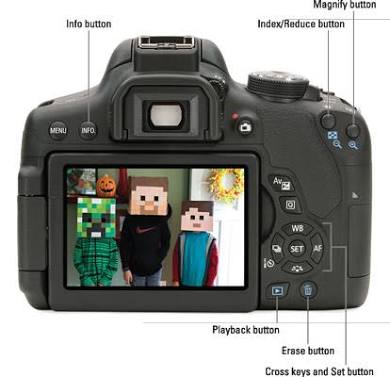 Magnify button
Info button
Index/Reduce button
MENU
INFO.
Av
Q
WB
SET
AF
Playback button
Erase button
Cross keys and Set button